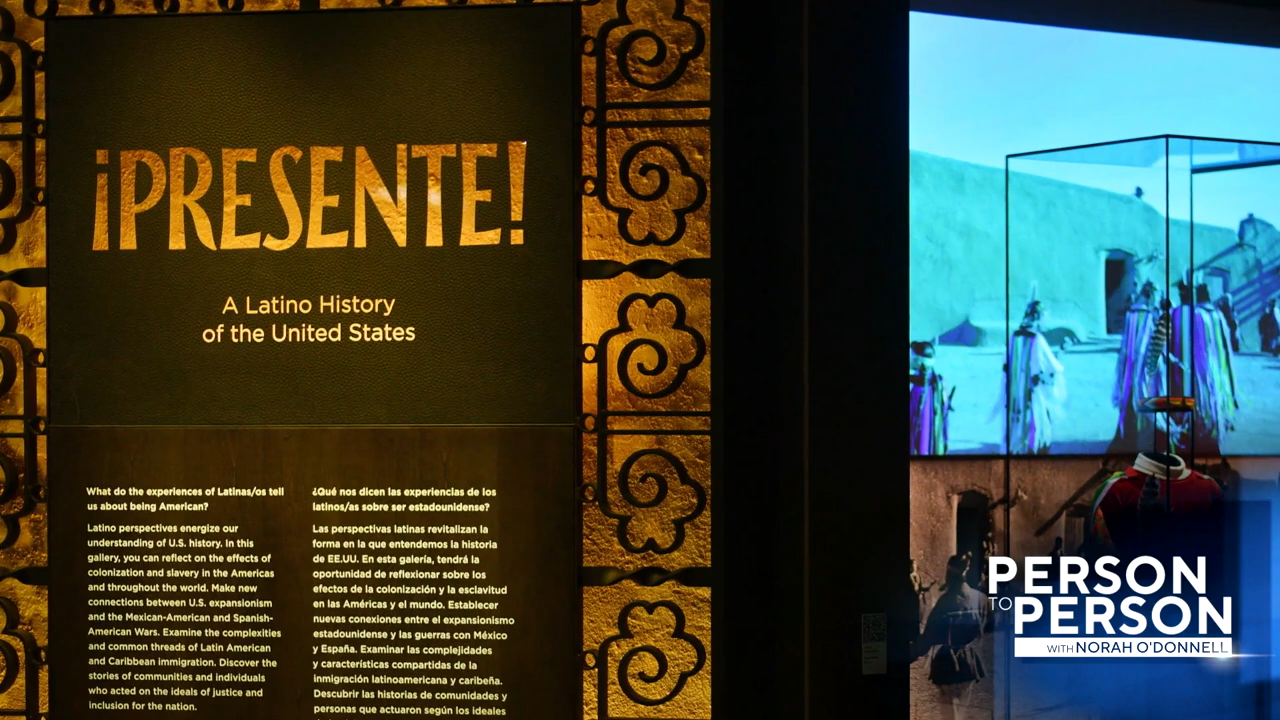 ¡PRESENTE!
A Latino History
of the United States
What do the experiences of Latinas/os tell
us about being American?
Latino perspectives energize our
understanding of U.S. history. In this
gallery, you can reflect on the effects of
colonization and slavery in the Americas
and throughout the world. Make new
connections between U.S. expansionism
and the Mexican-American and Spanish-
American Wars. Examine the complexities
and common threads of Latin American
and Caribbean immigration. Discover the
stories of communities and individuals
who acted on the ideals of justice and
inclusion for the nation.
¿Qué nos dicen las experiencias de los
latinos/as sobre ser estadounidense?
Las perspectivas latinas revitalizan la
forma en la que entendemos la historia
de EE.UU. En esta galería, tendrá la
oportunidad de reflexionar sobre los
efectos de la colonización y la esclavitud
en las Américas y el mundo. Establecer
nuevas conexiones entre el expansionismo
estadounidense y las guerras con México
y España. Examinar las complejidades
y características compartidas de la
inmigración latinoamericana y caribeña.
Descubrir las historias de comunidades y
personas que actuaron según los ideales
PERSON
TO PERSON
WITH NORAH O'DONNELL